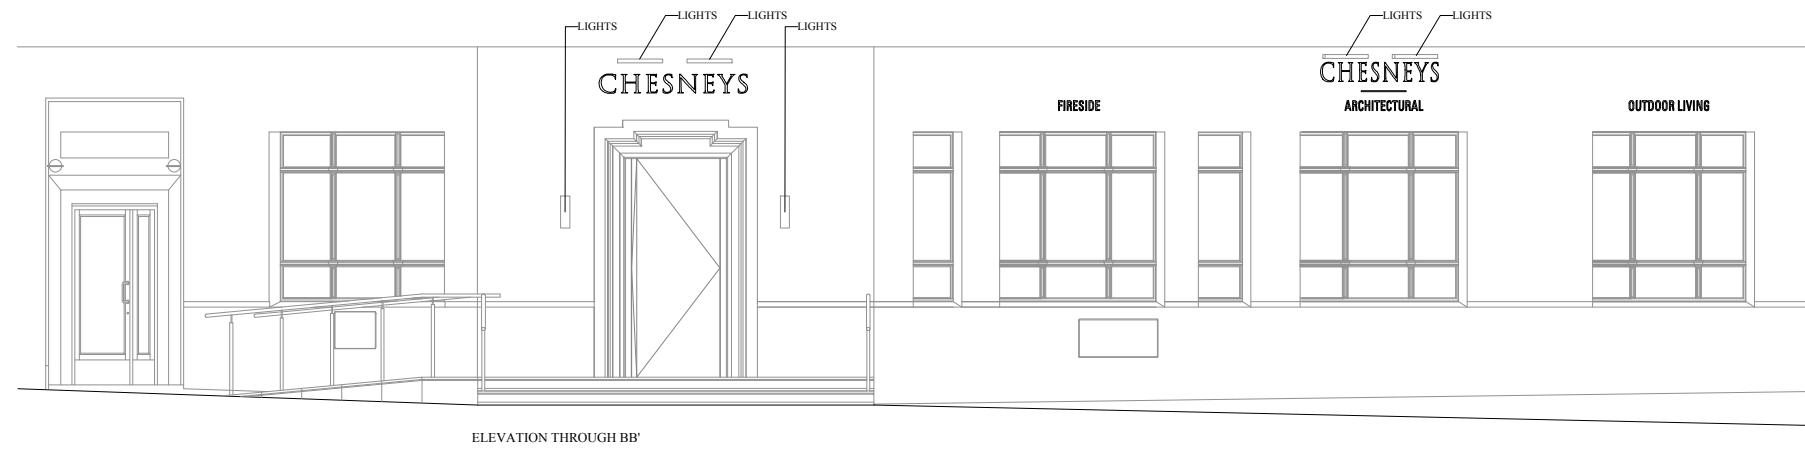 LIGHTS
LIGHTS
LIGHTS
LIGHTS
LIGHTS
LIGHTS
CHESNEYS
CHESNEYS
FIRESIDE
ARCHITECTURAL
OUTDOOR LIVING
ELEVATION THROUGH BB'